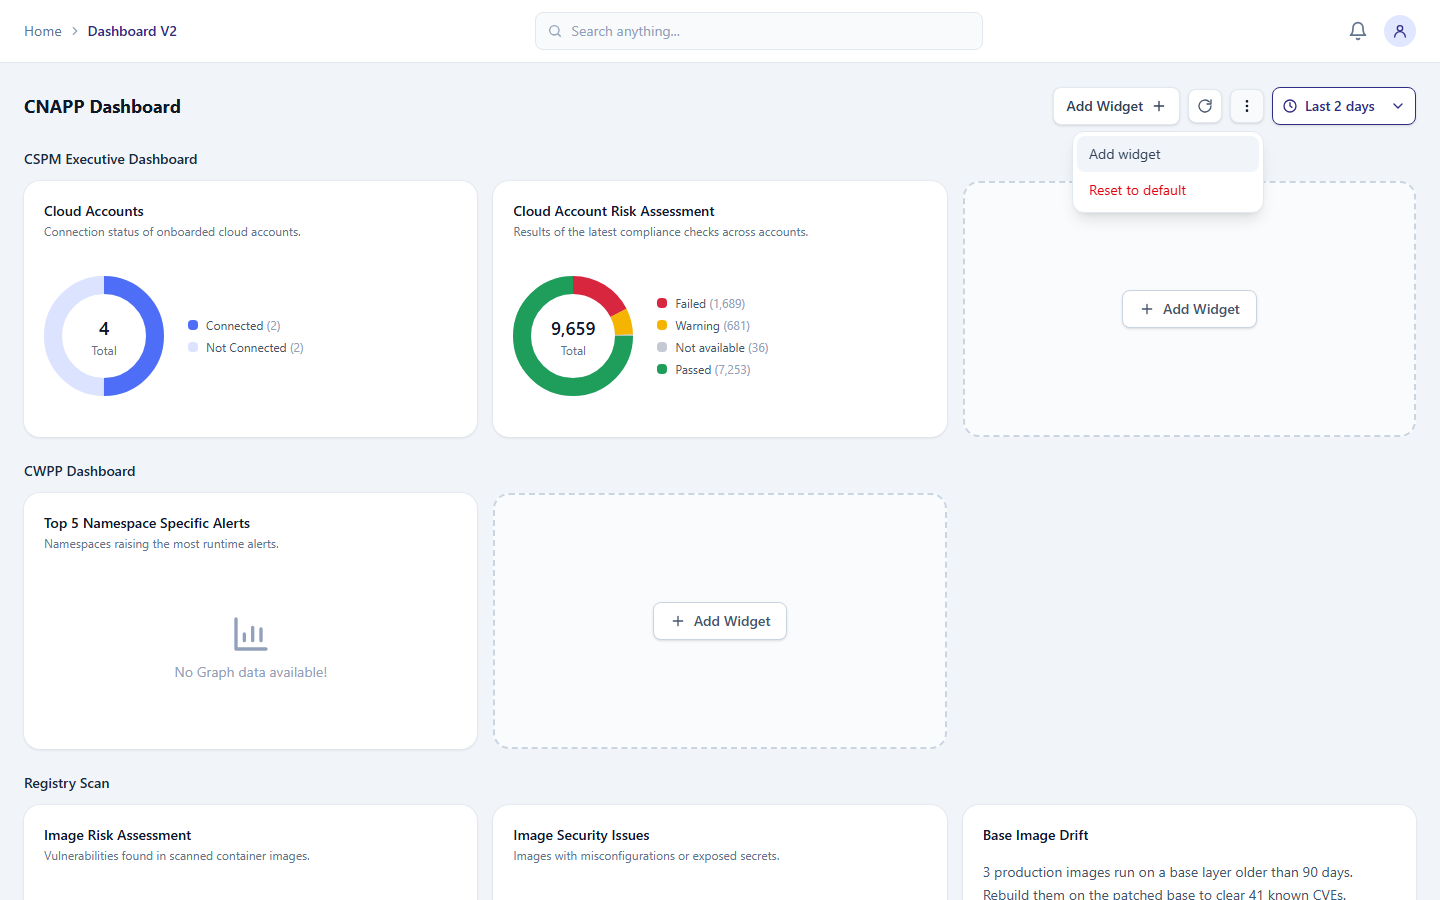 Home
Dashboard V2
Search anything...
CNAPP Dashboard
Add Widget
Last 2 days
Add widget
Reset to default
CSPM Executive Dashboard
Cloud Accounts
Connection status of onboarded cloud accounts.
4
Total
Connected (2)
Not Connected (2)
Cloud Account Risk Assessment
Results of the latest compliance checks across accounts.
9,659
Total
Failed (1,689)
Warning (681)
Not available (36)
Passed (7,253)
Add Widget
CWPP Dashboard
Top 5 Namespace Specific Alerts
Namespaces raising the most runtime alerts.
No Graph data available!
Add Widget
Registry Scan
Image Risk Assessment
Vulnerabilities found in scanned container images.
Image Security Issues
Images with misconfigurations or exposed secrets.
Base Image Drift
3 production images run on a base layer older than 90 days.
Rebuild them on the patched base to clear 41 known CVEs.